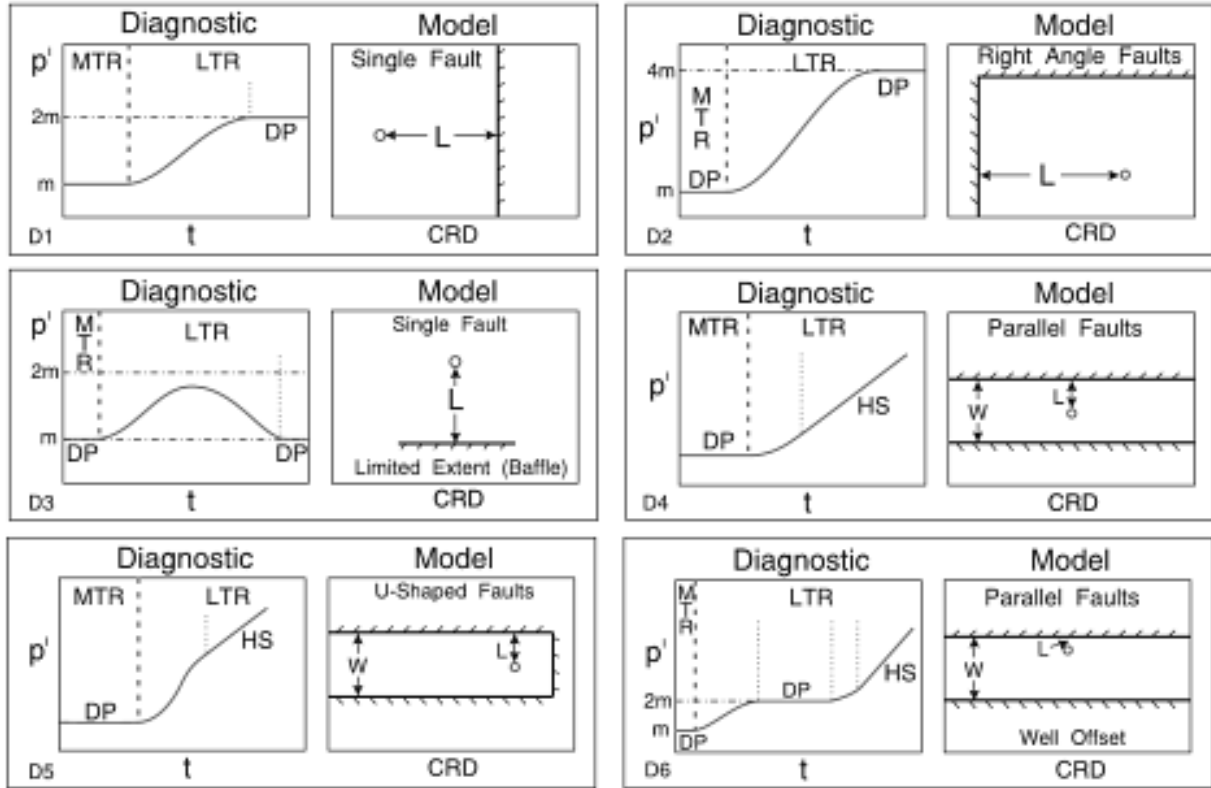 Diagnostic Model
p' MTR LTR Single Fault
2m DP L
m
D1 t CRD
Diagnostic Model
4m LTR Right Angle Faults
M
T
R
DP
p' L
m DP
D2 t CRD
Diagnostic Model
p' M
T
R
LTR Single Fault
2m L
m DP DP Limited Extent (Baffle)
D3 t CRD
Diagnostic Model
MTR LTR Parallel Faults
p' HS W L
DP
D4 t CRD
Diagnostic Model
MTR LTR U-Shaped Faults
p' HS W L
DP
D5 t CRD
Diagnostic Model
M
T
R
LTR Parallel Faults
p' DP HS L W
2m
m DP Well Offset
D6 t CRD